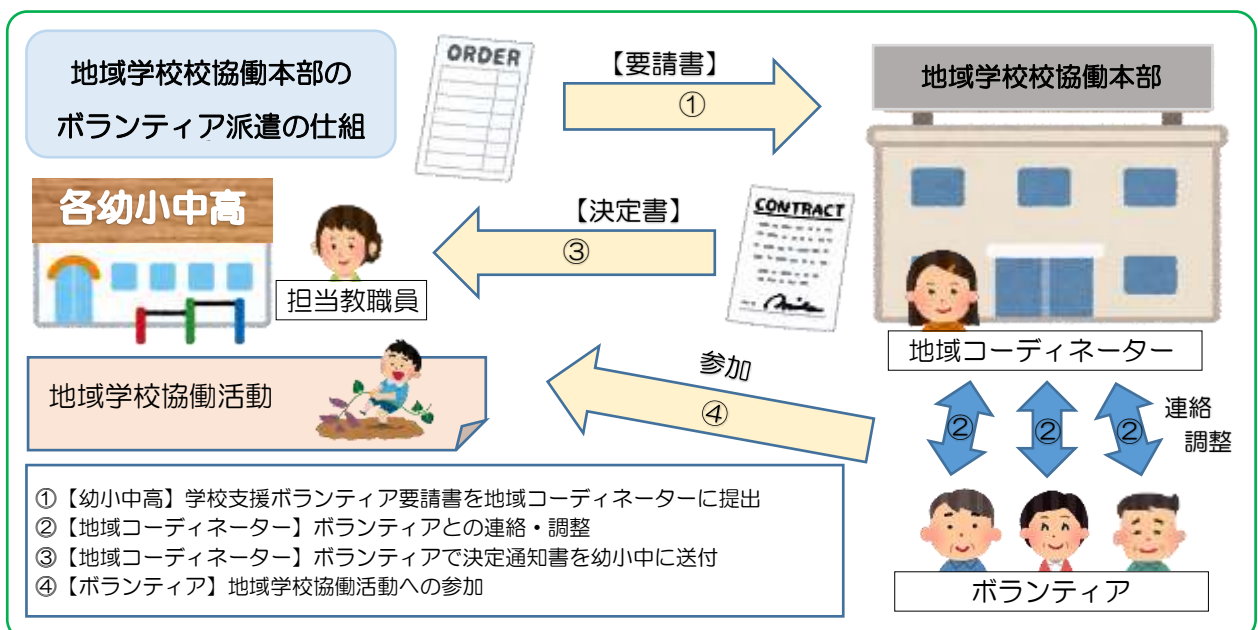 地域学校校協働本部の
ボランティア派遣の仕組
ORDER
【要請書】
①
地域学校校協働本部
各幼小中高
担当教職員
【決定書】
③
CONTRACT
地域コーディネーター
地域学校協働活動
参加
④
②
②
②
連絡
調整
ボランティア
①【幼小中高】学校支援ボランティア要請書を地域コーディネーターに提出
②【地域コーディネーター】ボランティアとの連絡・調整
③【地域コーディネーター】ボランティアで決定通知書を幼小中に送付
④【ボランティア】地域学校協働活動への参加